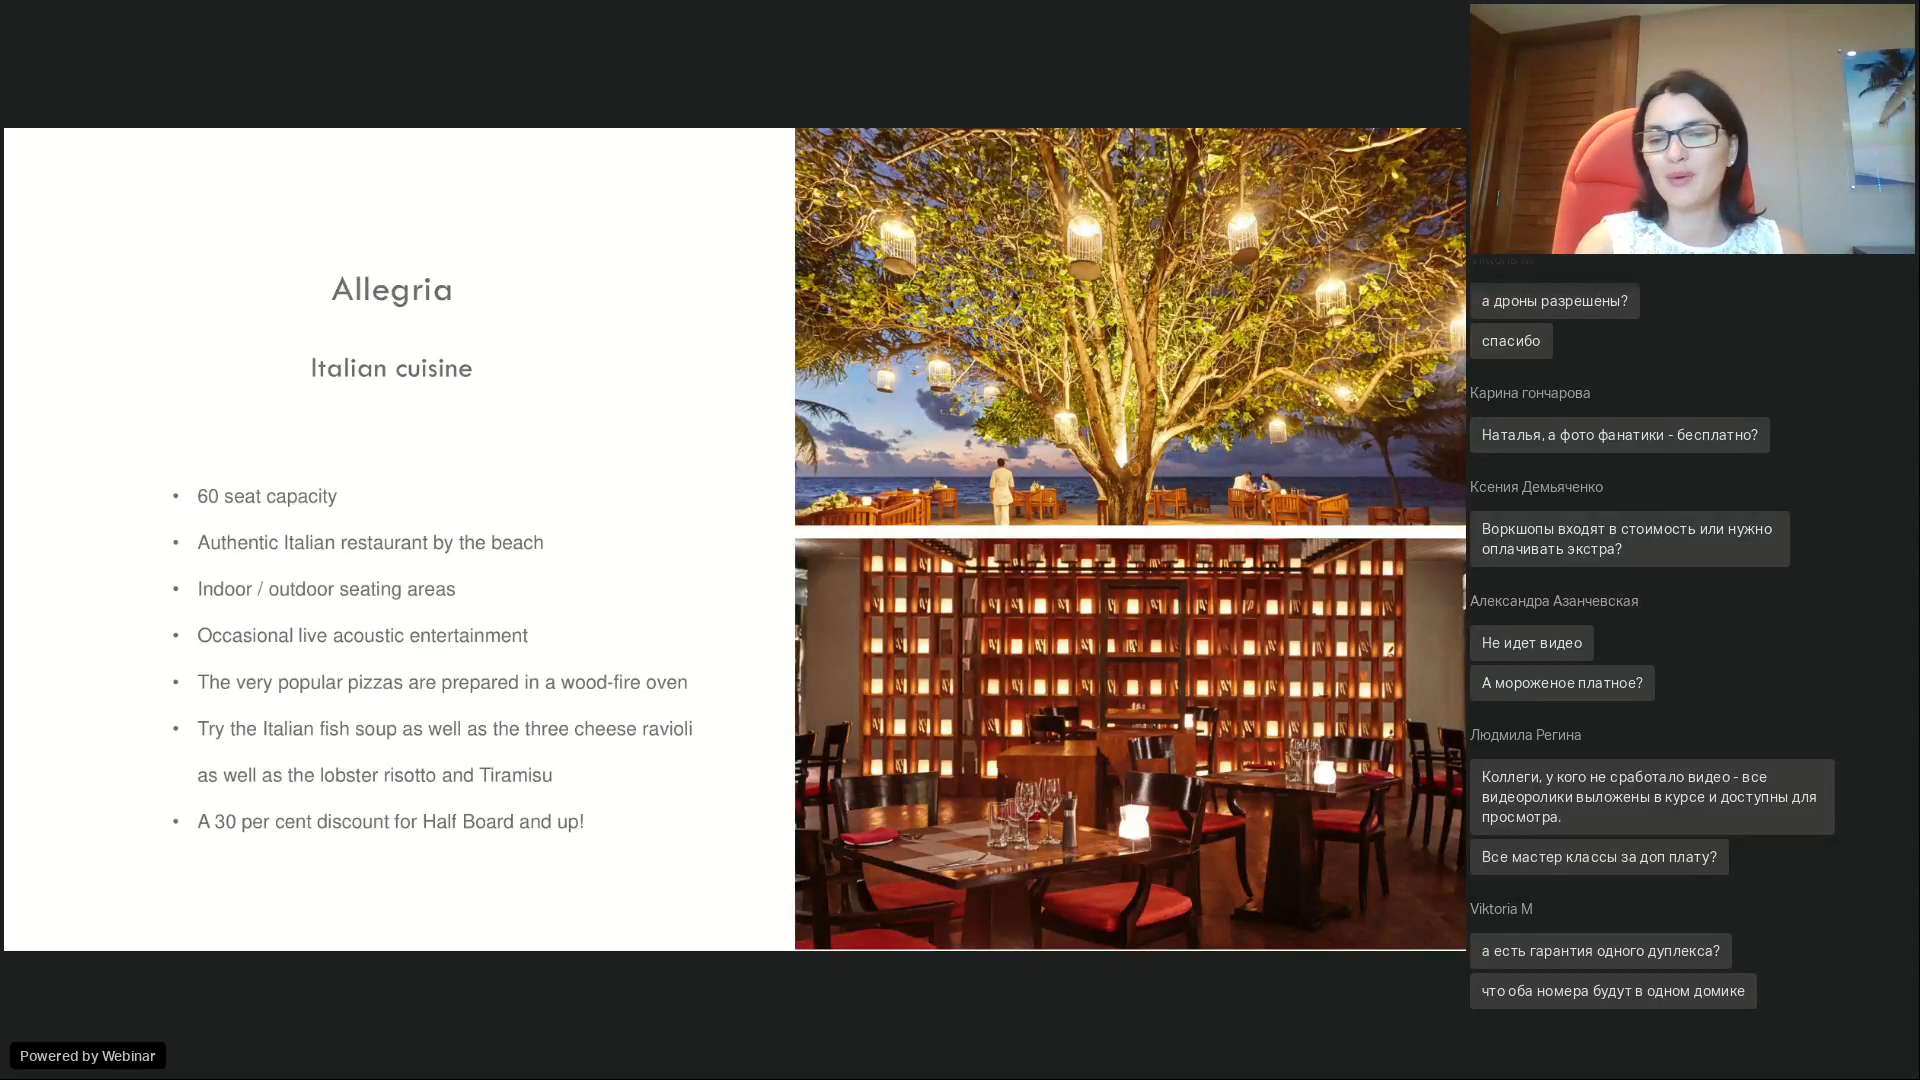 Allegria
Italian cuisine
• 60 seat capacity
• Authentic Italian restaurant by the beach
• Indoor / outdoor seating areas
• Occasional live acoustic entertainment
• The very popular pizzas are prepared in a wood-fire oven
• Try the Italian fish soup as well as the three cheese ravioli
as well as the lobster risotto and Tiramisu
• A 30 per cent discount for Half Board and up!
Viktoria M
а дроны разрешены?
спасибо
Карина гончарова
Наталья, а фото фанатики - бесплатно?
Ксения Демьяченко
Воркшопы входят в стоимость или нужно
оплачивать экстра?
Александра Азанчевская
Не идет видео
А мороженое платное?
Людмила Регина
Коллеги, у кого не сработало видео - все
видеоролики выложены в курсе и доступны для
просмотра.
Все мастер классы за доп плату?
Viktoria M
а есть гарантия одного дуплекса?
что оба номера будут в одном домике
Powered by Webinar